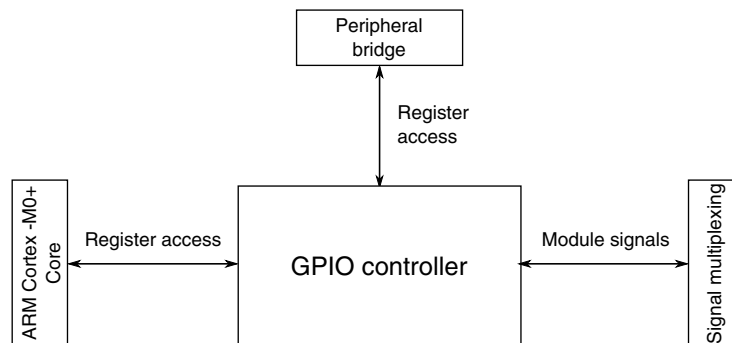 Peripheral
bridge
Register
access
ARM Cortex -M0+
Core
Register access
GPIO controller
Module signals
Signal multiplexing